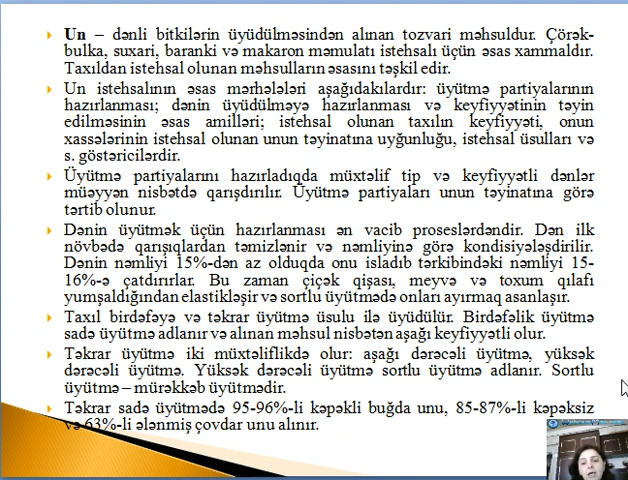 Un – dənli bitkilərin üyüdülməsindən alınan tozvari məhsuldur. Çörək-
bulka, suxari, baranki və makaron məmulatı istehsalı üçün əsas xammaldır.
Taxıldan istehsal olunan məhsulların əsasını təşkil edir.
Un istehsalının əsas mərhələləri aşağıdakılardır: üyütmə partiyalarının
hazırlanması; dənin üyüdülməyə hazırlanması və keyfiyyətinin təyin
edilməsinin əsas amilləri; istehsal olunan taxılın keyfiyyəti, onun
xassələrinin istehsal olunan unun təyinatına uyğunluğu, istehsal üsulları və
s. göstəricilərdir.
Üyütmə partiyalarını hazırladıqda müxtəlif tip və keyfiyyətli dənlər
müəyyən nisbətdə qarışdırılır. Üyütmə partiyaları unun təyinatına görə
tərtib olunur.
Dənin üyütmək üçün hazırlanması ən vacib proseslərdəndir. Dən ilk
növbədə qarışıqlardan təmizlənir və nəmliyinə görə kondisiyələşdirilir.
Dənin nəmliyi 15%-dən az olduqda onu isladıb tərkibindəki nəmliyi 15-
16%-ə çatdırırlar. Bu zaman çiçək qişası, meyvə və toxum qılafı
yumşaldığından elastikləşir və sortlu üyütmədə onları ayırmaq asanlaşır.
Taxıl birdəfəyə və təkrar üyütmə üsulu ilə üyüdülür. Birdəfəlik üyütmə
sadə üyütmə adlanır və alınan məhsul nisbətən aşağı keyfiyyətli olur.
Təkrar üyütmə iki müxtəliflikdə olur: aşağı dərəcəli üyütmə, yüksək
dərəcəli üyütmə. Yüksək dərəcəli üyütmə sortlu üyütmə adlanır. Sortlu
üyütmə – mürəkkəb üyütmədir.
Təkrar sadə üyütmədə 95-96%-li kəpəkli buğda unu, 85-87%-li kəpəksiz
və 63%-li ələnmiş çovdar unu alınır.